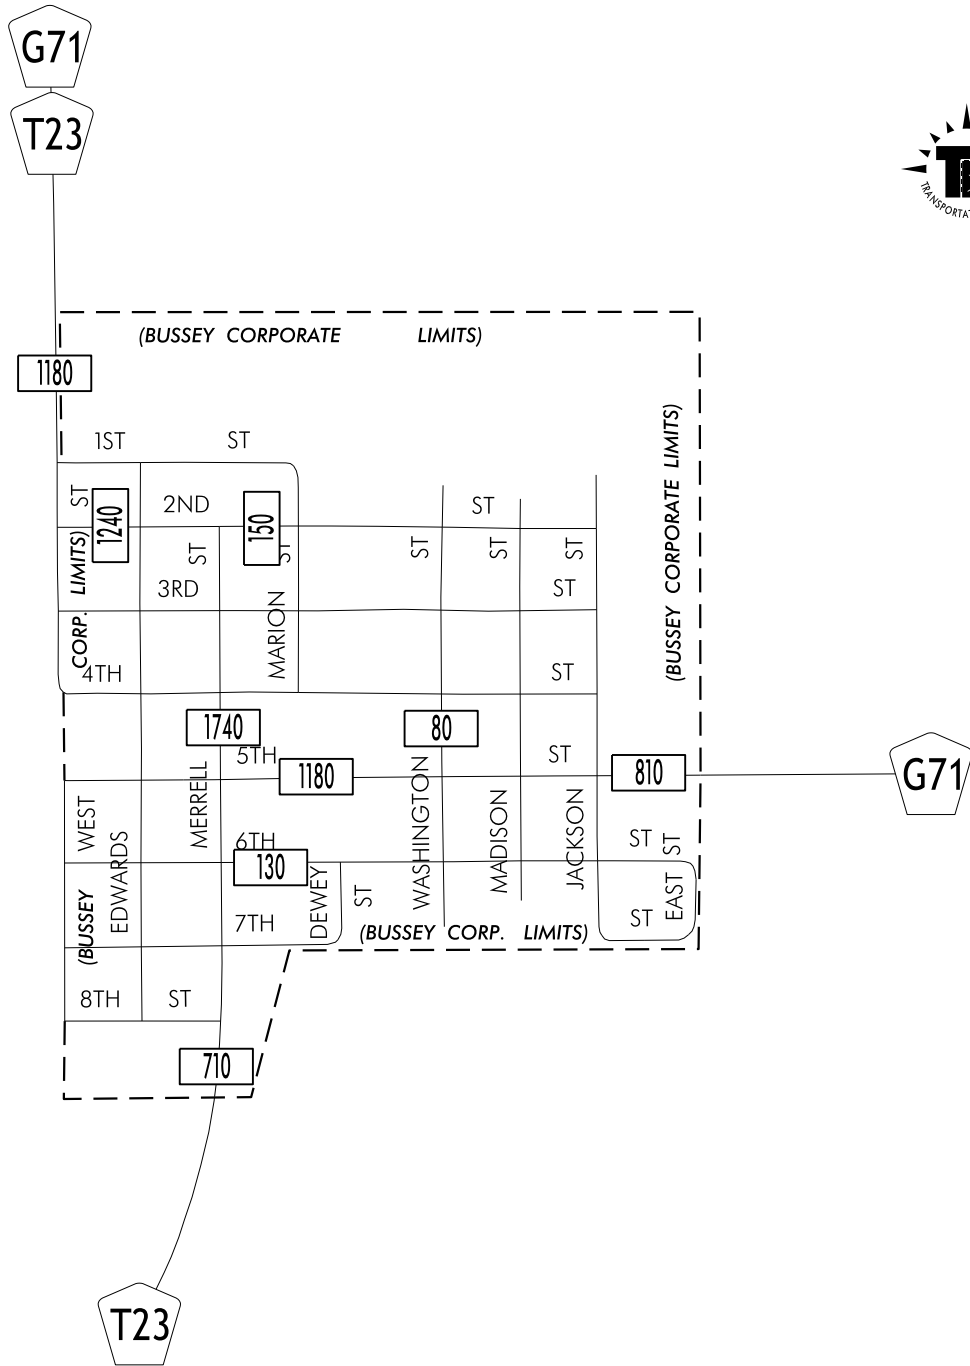 G71
T23
TRANSPORTAT
(BUSSEY CORPORATE LIMITS)
1180
(BUSSEY CORPORATE LIMITS)
1ST ST
ST
1240
2ND
150
ST
ST
ST
ST
ST
ST
3RD
ST
MARION
(BUSSEY CORP. LIMITS)
4TH
ST
1740
80
5TH
ST
1180
810
G71
WEST
EDWARDS
MERRELL
WASHINGTON
MADISON
JACKSON
6TH
ST
ST
130
DEWEY
ST
EAST
7TH
ST
(BUSSEY CORP. LIMITS)
8TH ST
710
T23